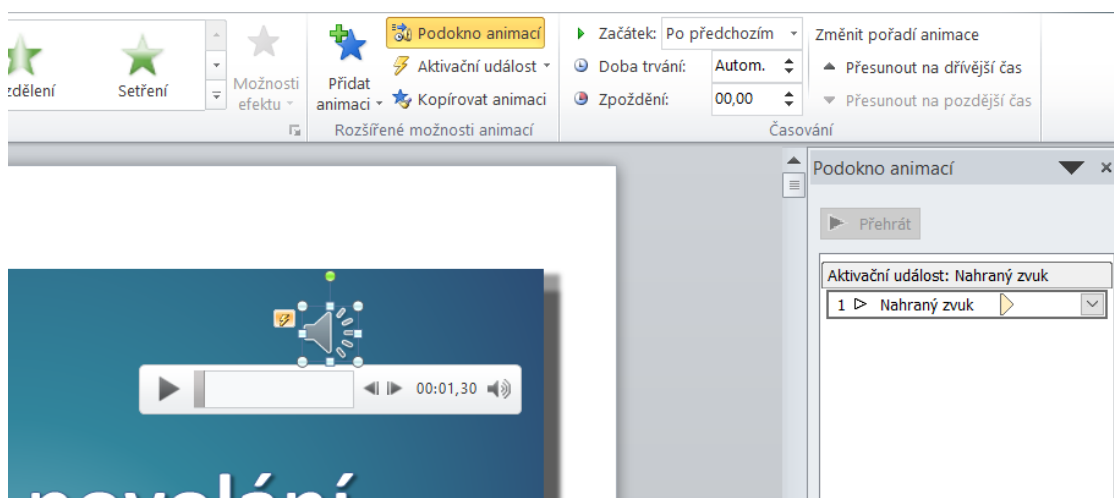 zdělení
Setření
Možnosti
efektu
Přidat
animaci
Podokno animací
Aktivační událost
Kopírovat animaci
Rozšířené možnosti animací
Začátek: Po předchozím
Doba trvání: Autom.
Zpoždění: 00,00
Časování
Změnit pořadí animace
Přesunout na dřívější čas
Přesunout na pozdější čas
Podokno animací
Přehrát
Aktivační událost: Nahraný zvuk
1 Nahraný zvuk
00:01,30
povolání